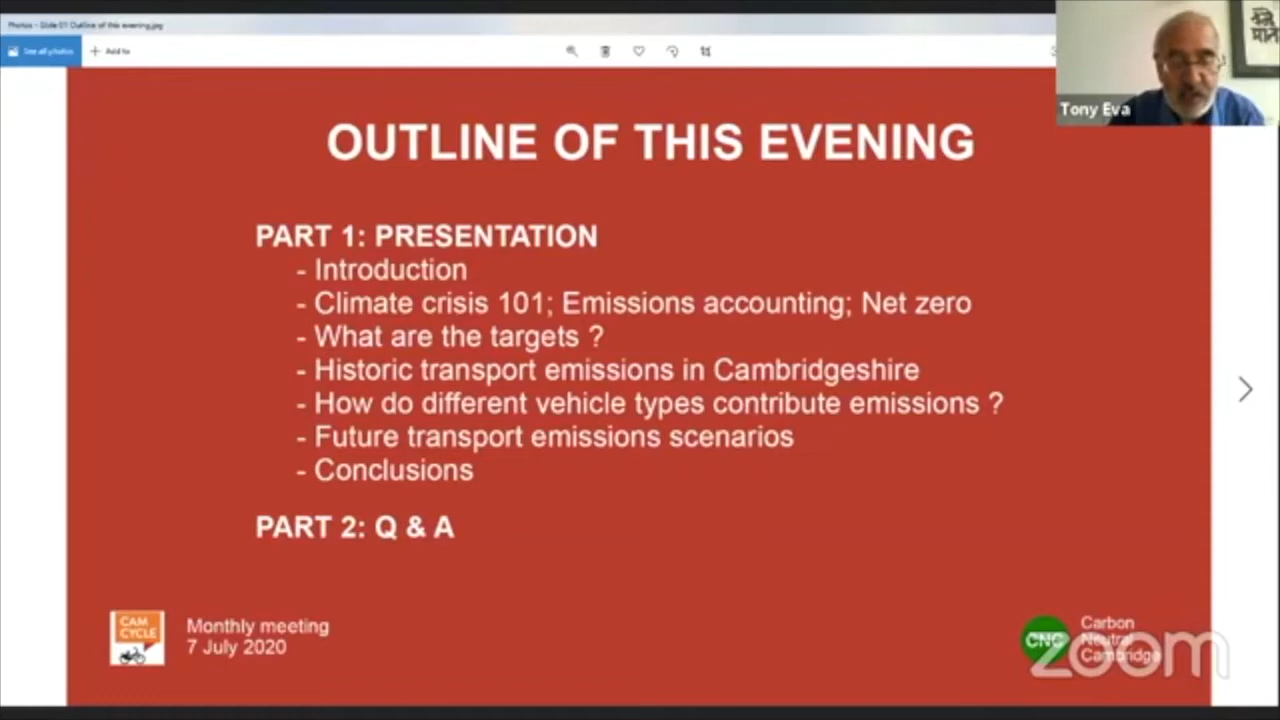 Photos - Slide 01 Outline of this evening.jpg
See all photos
Add to
Tony Eva
OUTLINE OF THIS EVENING
PART 1: PRESENTATION
- Introduction
- Climate crisis 101; Emissions accounting; Net zero
- What are the targets ?
- Historic transport emissions in Cambridgeshire
- How do different vehicle types contribute emissions ?
- Future transport emissions scenarios
- Conclusions
PART 2: Q & A
CAM
CYCLE
Monthly meeting
7 July 2020
CNC
Carbon
Neutral
Cambridge
zoom